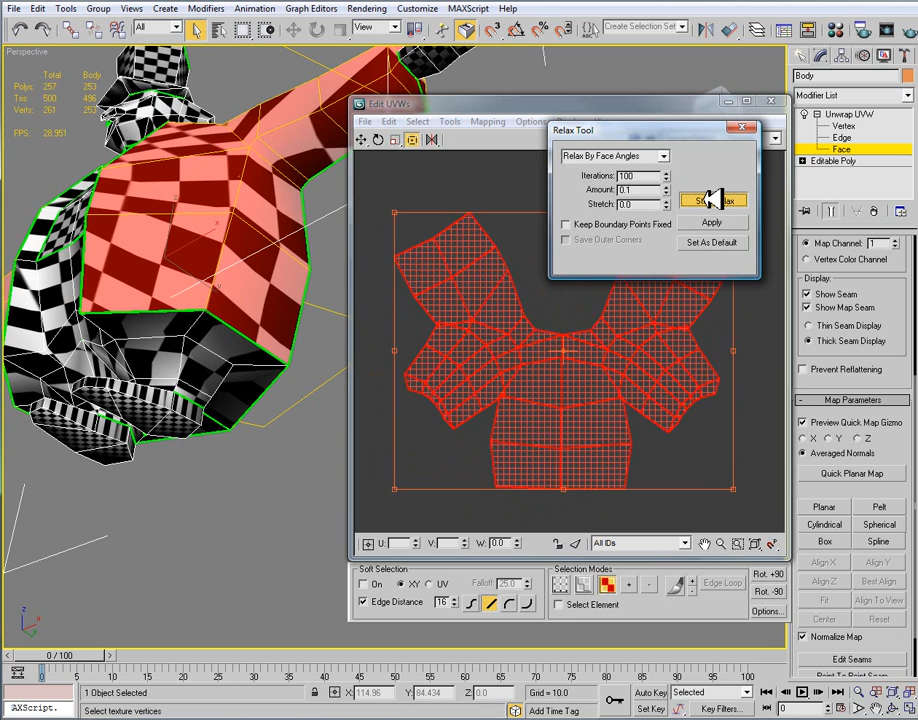 File Edit Tools Group Views Create Modifiers Animation Graph Editors Rendering Customize MAXScript Help
All View Create Selection Set
Perspective
Total Body
Polys: 257 253
Tris: 500 496
Verts: 261 253
FPS: 28.951
Edit UVWs
File Edit Select Tools Mapping Options
Relax Tool
Relax By Face Angles
Iterations: 100
Amount: 0.1
Stretch: 0.0
Apply
Keep Boundary Points Fixed
Save Outer Corners
Set As Default
U: V: W: 0.0 All IDs
Soft Selection
On XY UV Falloff: 25.0
Edge Distance 16
Selection Modes
Edge Loop
Select Element
Rot. +90
Rot. -90
Options...
Body
Modifier List
Unwrap UVW
Vertex
Edge
Face
Editable Poly
Map Channel: 1
Vertex Color Channel
Display:
Show Seam
Show Map Seam
Thin Seam Display
Thick Seam Display
Prevent Reflattening
- Map Parameters
Preview Quick Map Gizmo
X Y Z
Averaged Normals
Quick Planar Map
Planar Pelt
Cylindrical Spherical
Box Spline
Align X Align Y
Align Z Best Align
Fit Align To View
Center Reset
Normalize Map
Edit Seams
z
x
y
0 / 100
0 5 10 15 20 25 30 35 40 45 50 55 60 65 70 75 80 85 90 95 100
1 Object Selected X: 114.96 Y: 84.434 Z: 0.0 Grid = 10.0 Auto Key Selected
AXScript. Select texture vertices Add Time Tag Set Key Key Filters... 0